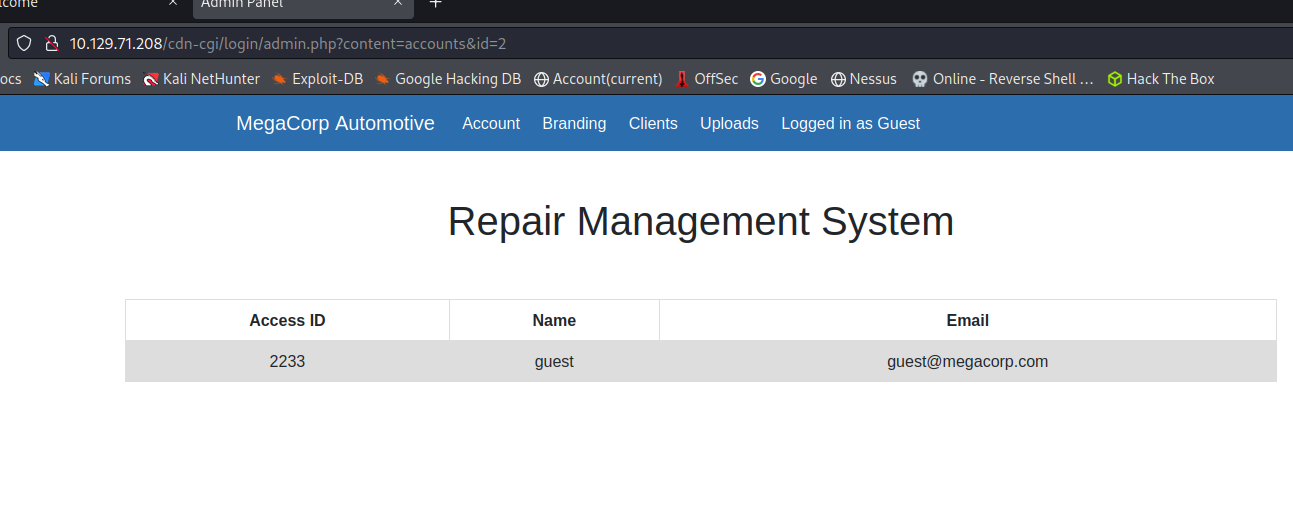 lcome × Admin Panel × +
10.129.71.208/cdn-cgi/login/admin.php?content=accounts&id=2
ocs Kali Forums Kali NetHunter Exploit-DB Google Hacking DB Account(current) OffSec Google Nessus Online - Reverse Shell ... Hack The Box
MegaCorp Automotive Account Branding Clients Uploads Logged in as Guest
Repair Management System
Access ID Name Email
2233 guest guest@megacorp.com